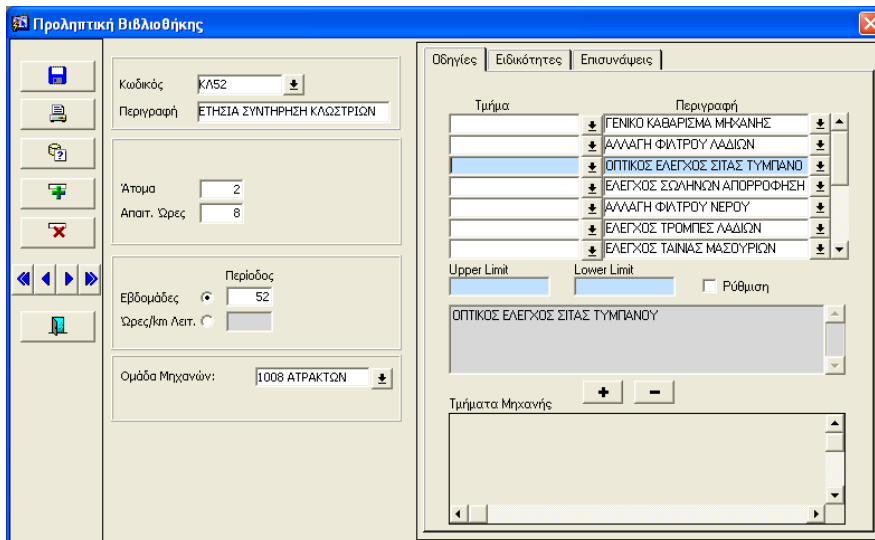 Προληπτική Βιβλιοθήκης
Κωδικός ΚΛ52
Περιγραφή ΕΤΗΣΙΑ ΣΥΝΤΗΡΗΣΗ ΚΛΩΣΤΡΙΩΝ
Άτομα 2
Απαιτ. Ώρες 8
Περίοδος
Εβδομάδες 52
Ώρες/km Λειτ.
Ομάδα Μηχανών: 1008 ΑΤΡΑΚΤΩΝ
Οδηγίες Ειδικότητες Επισυνάψεις
Τμήμα Περιγραφή
ΓΕΝΙΚΟ ΚΑΘΑΡΙΣΜΑ ΜΗΧΑΝΗΣ
ΑΛΛΑΓΗ ΦΙΛΤΡΟΥ ΛΑΔΙΩΝ
ΟΠΤΙΚΟΣ ΕΛΕΓΧΟΣ ΣΙΤΑΣ ΤΥΜΠΑΝΟ
ΕΛΕΓΧΟΣ ΣΩΛΗΝΩΝ ΑΠΟΡΡΟΦΗΣΗ
ΑΛΛΑΓΗ ΦΙΛΤΡΟΥ ΝΕΡΟΥ
ΕΛΕΓΧΟΣ ΤΡΟΜΠΕΣ ΛΑΔΙΩΝ
ΕΛΕΓΧΟΣ ΤΑΙΝΙΑΣ ΜΑΣΟΥΡΙΩΝ
Upper Limit Lower Limit
Ρύθμιση
ΟΠΤΙΚΟΣ ΕΛΕΓΧΟΣ ΣΙΤΑΣ ΤΥΜΠΑΝΟΥ
Τμήματα Μηχανής